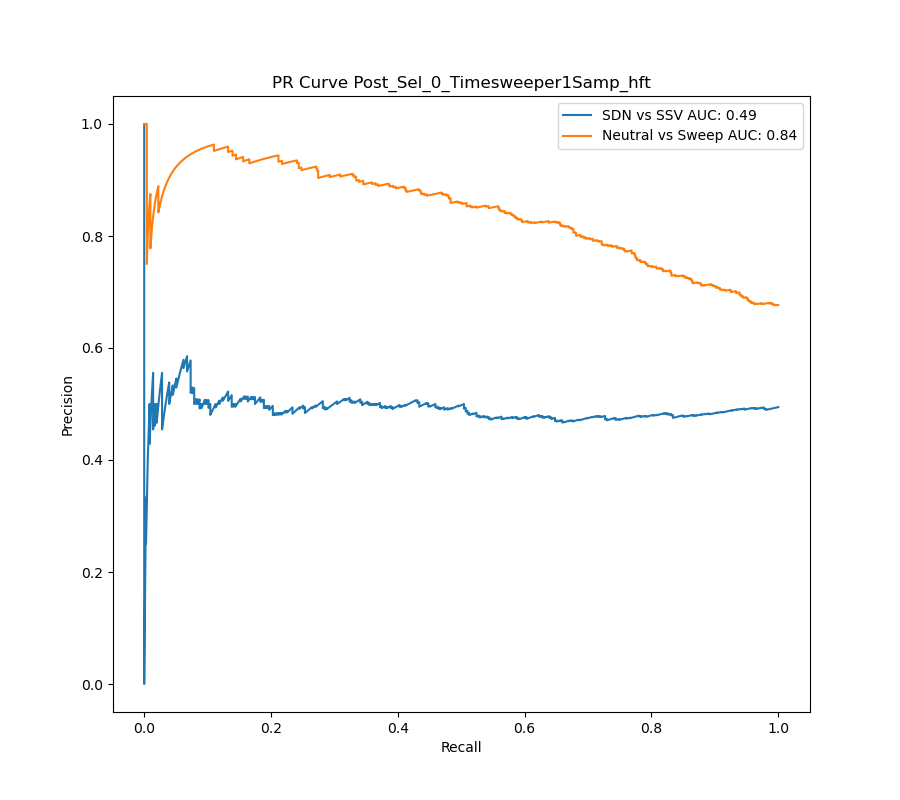 PR Curve Post_Sel_0_Timesweeper1Samp_hft
SDN vs SSV AUC: 0.49
Neutral vs Sweep AUC: 0.84
1.0
0.8
0.6
0.4
0.2
0.0
Precision
0.0 0.2 0.4 0.6 0.8 1.0
Recall